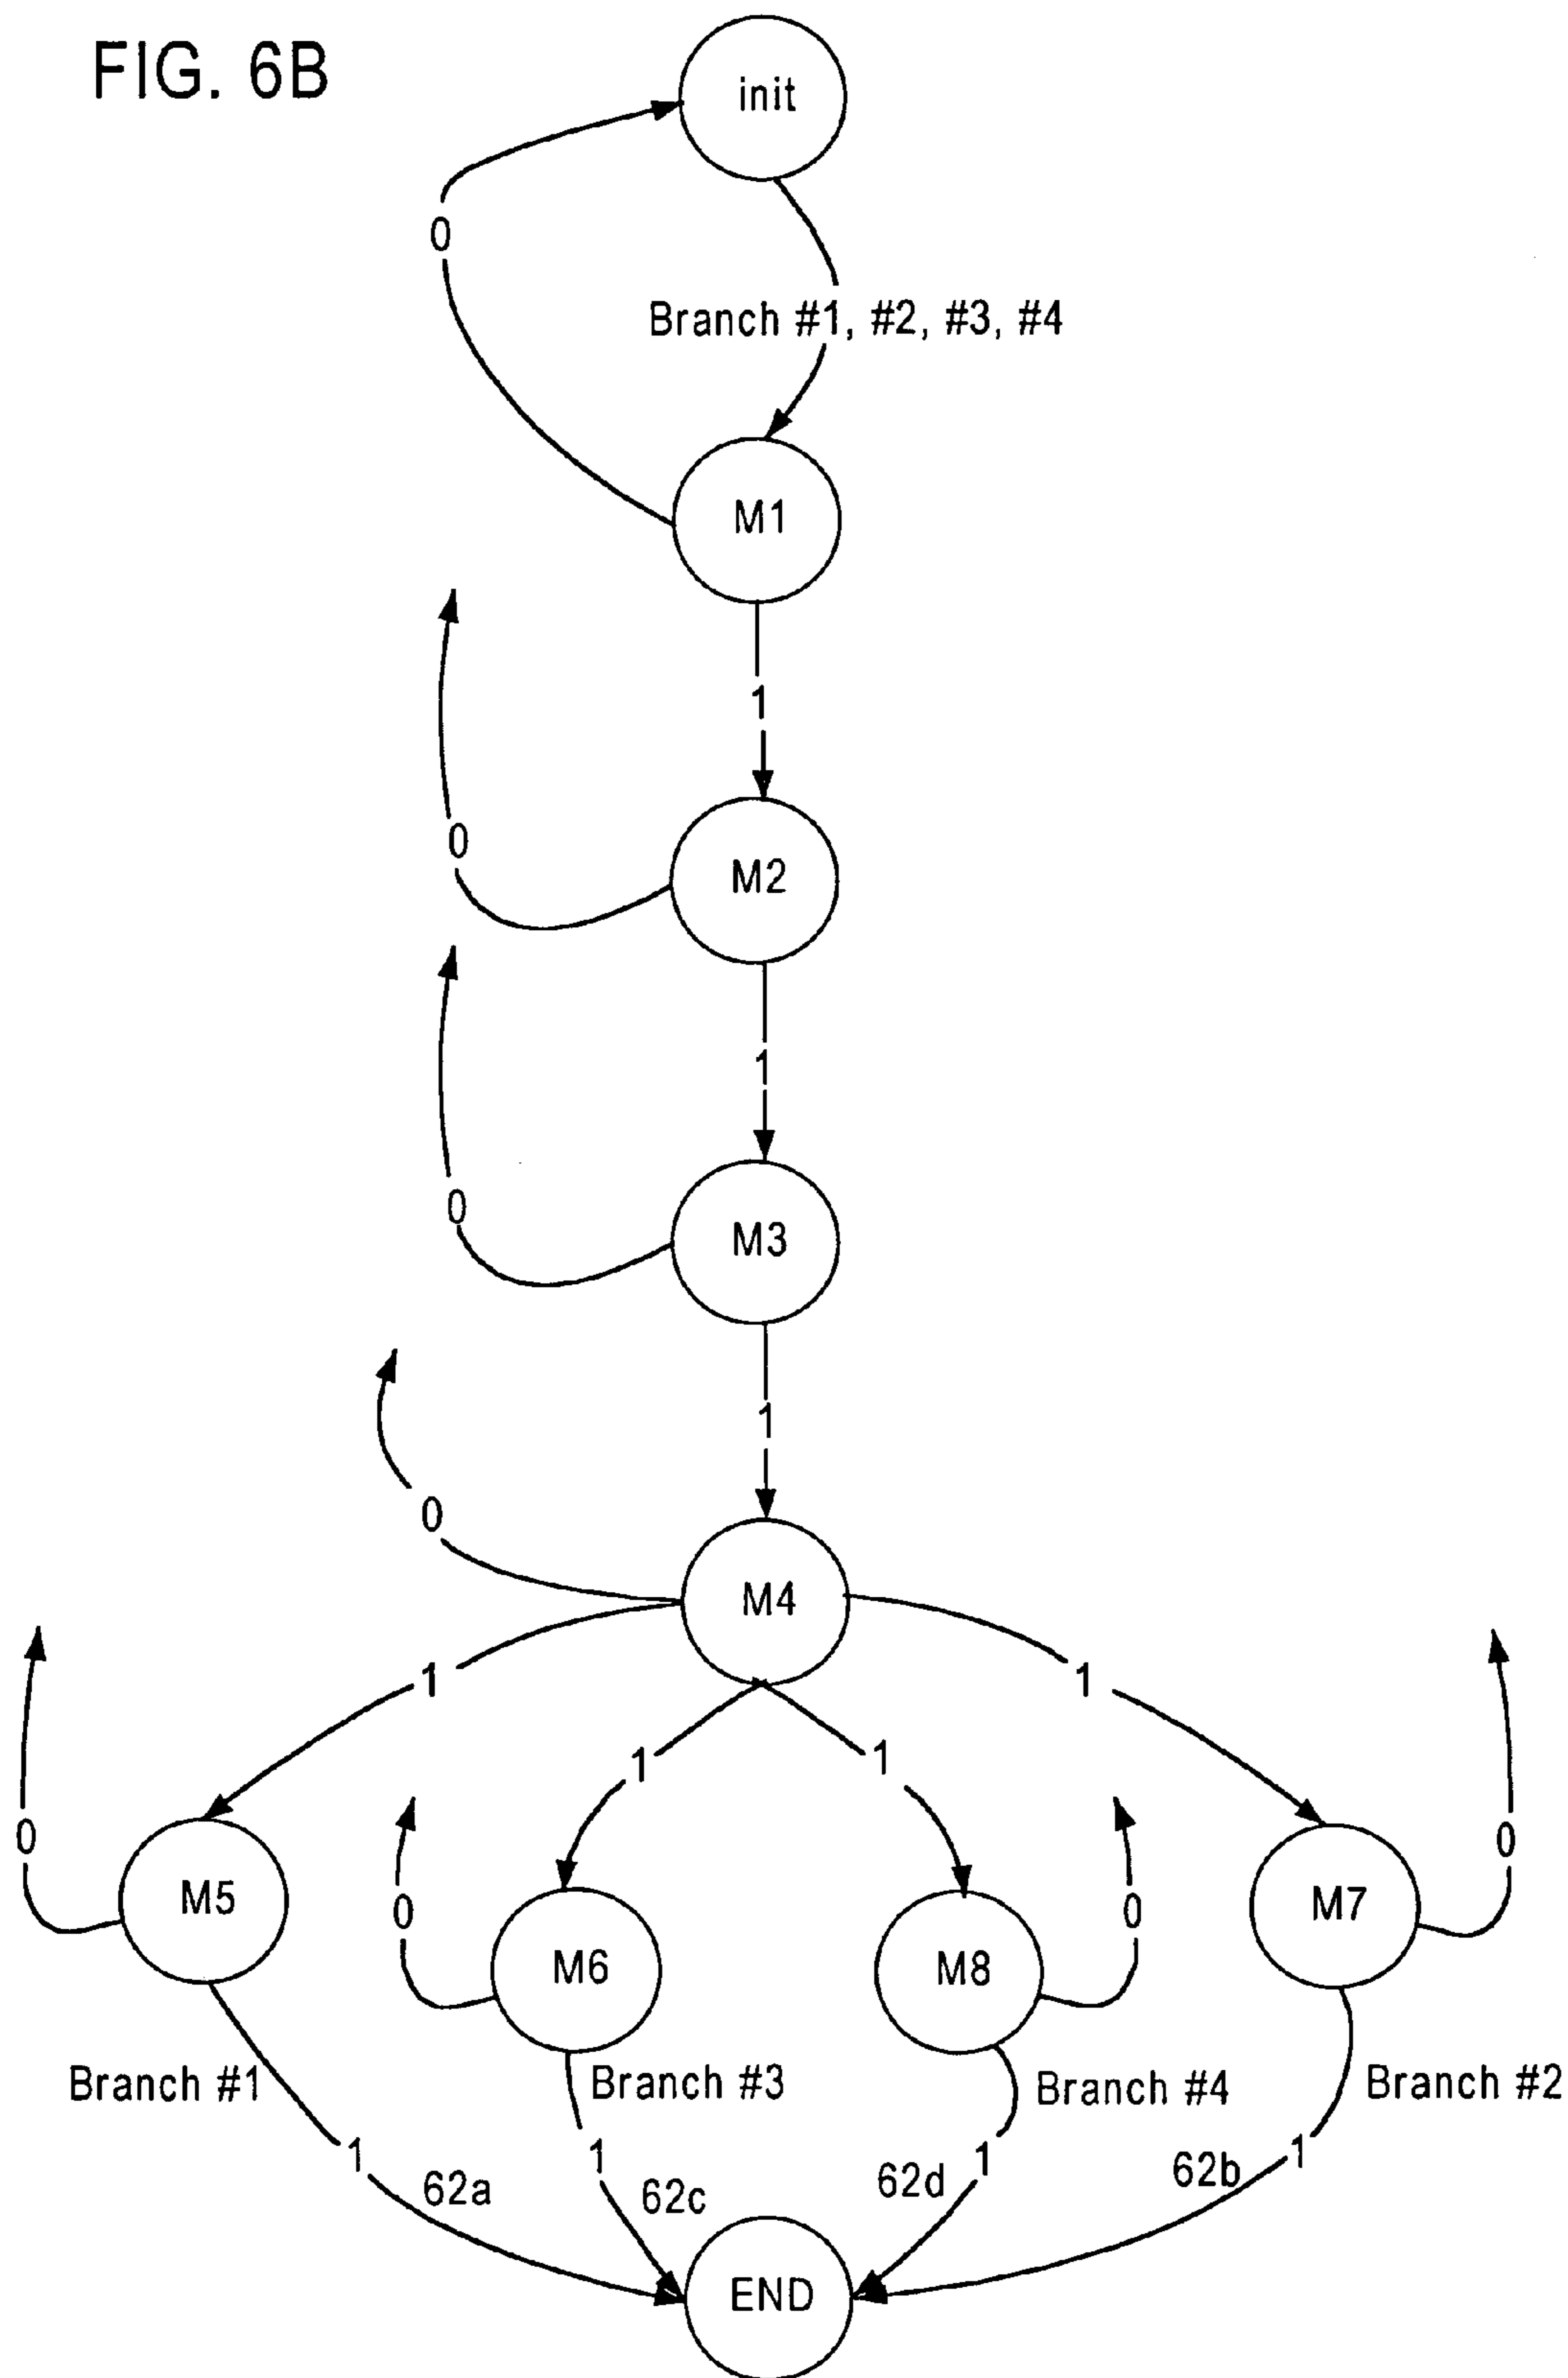 FIG. 6B
init
0
Branch #1, #2, #3, #4
M1
1
0
M2
1
0
M3
1
0
M4
1
1
1
1
0
M5
0
M6
M8
0
M7
0
Branch #1
Branch #3
Branch #4
Branch #2
1
62a
1
62c
62d
1
62b
1
END